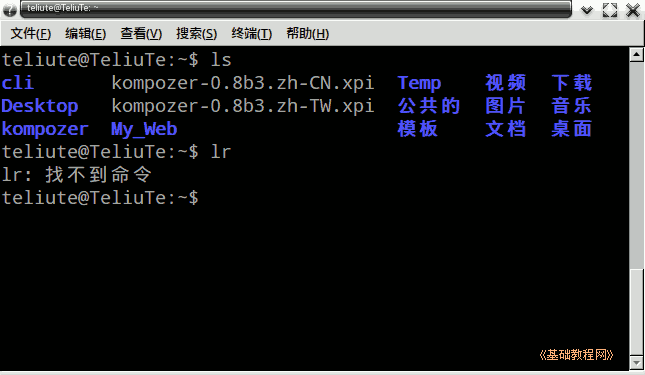 teliute@TeliuTe: ~
文件(F) 编辑(E) 查看(V) 搜索(S) 终端(T) 帮助(H)
teliute@TeliuTe:~$ ls
cli kompozer-0.8b3.zh-CN.xpi Temp 视频 下载
Desktop kompozer-0.8b3.zh-TW.xpi 公共的 图片 音乐
kompozer My_Web 模板 文档 桌面
teliute@TeliuTe:~$ lr
lr: 找不到命令
teliute@TeliuTe:~$
《基础教程网》